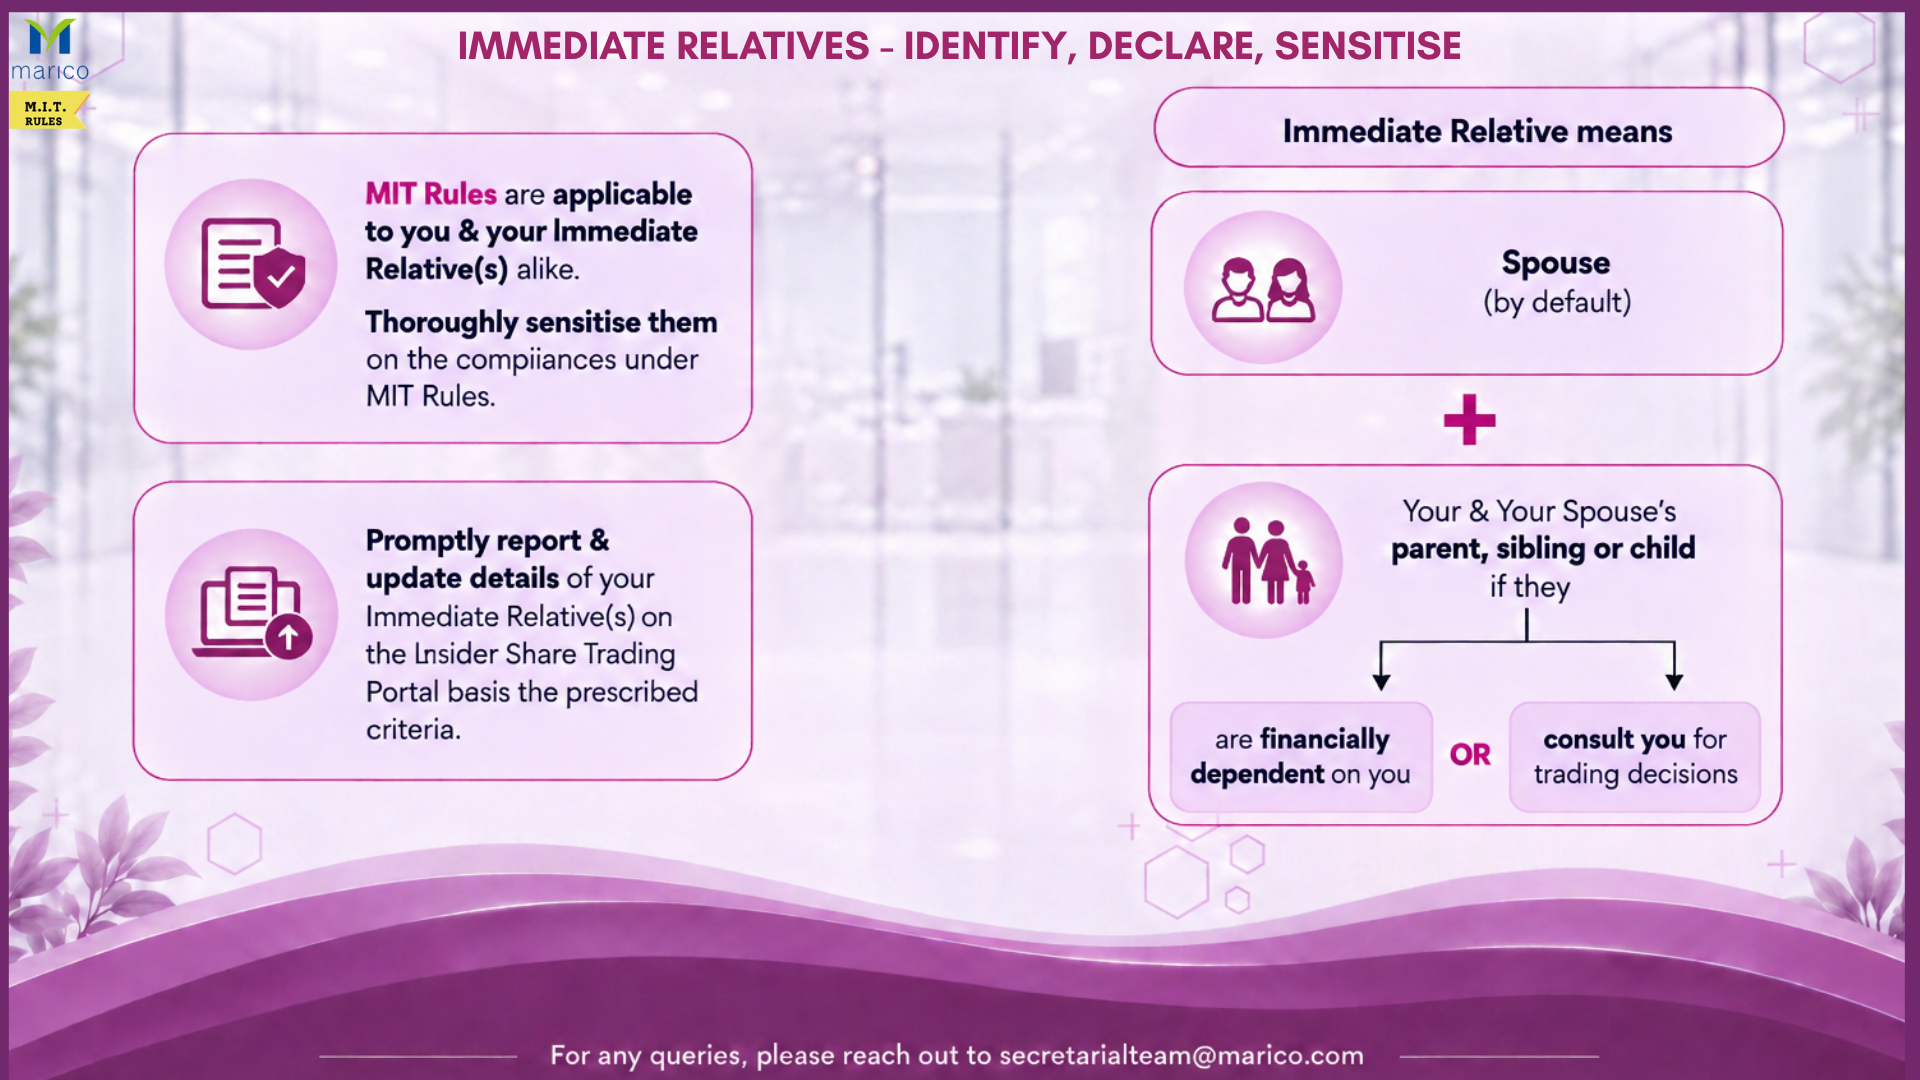 marico
M.I.T.
RULES
IMMEDIATE RELATIVES - IDENTIFY, DECLARE, SENSITISE
MIT Rules are applicable
to you & your Immediate
Relative(s) alike.
Thoroughly sensitise them
on the compiiances under
MIT Rules.
Promptly report &
update details of your
Immediate Relative(s) on
the Lnsider Share Trading
Portal basis the prescribed
criteria.
Immediate Relative means
Spouse
(by default)
+
Your & Your Spouse's
parent, sibling or child
if they
are financially
dependent on you
OR
consult you for
trading decisions
For any queries, please reach out to secretarialteam@marico.com